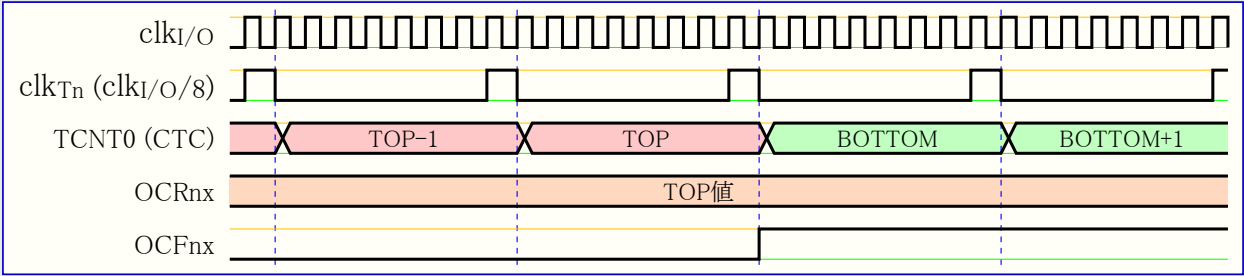 clkI/O
clkTn (clkI/O/8)
TCNT0 (CTC) TOP-1 TOP BOTTOM BOTTOM+1
OCRnx TOP値
OCFnx